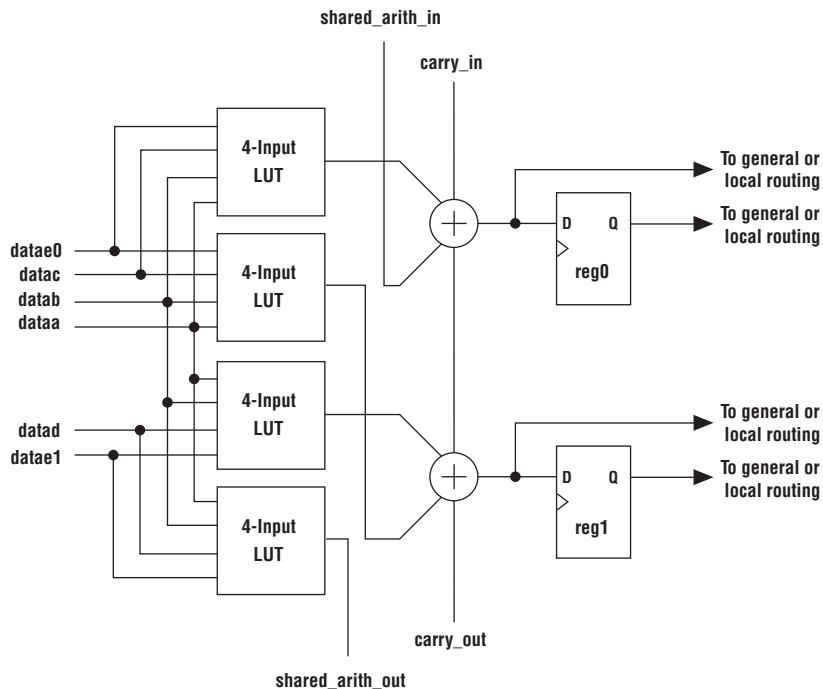 shared_arith_in
carry_in
4-Input
LUT
To general or
local routing
D Q
reg0
To general or
local routing
datae0
datac
datab
dataa
4-Input
LUT
4-Input
LUT
datad
datae1
To general or
local routing
D Q
reg1
To general or
local routing
4-Input
LUT
carry_out
shared_arith_out